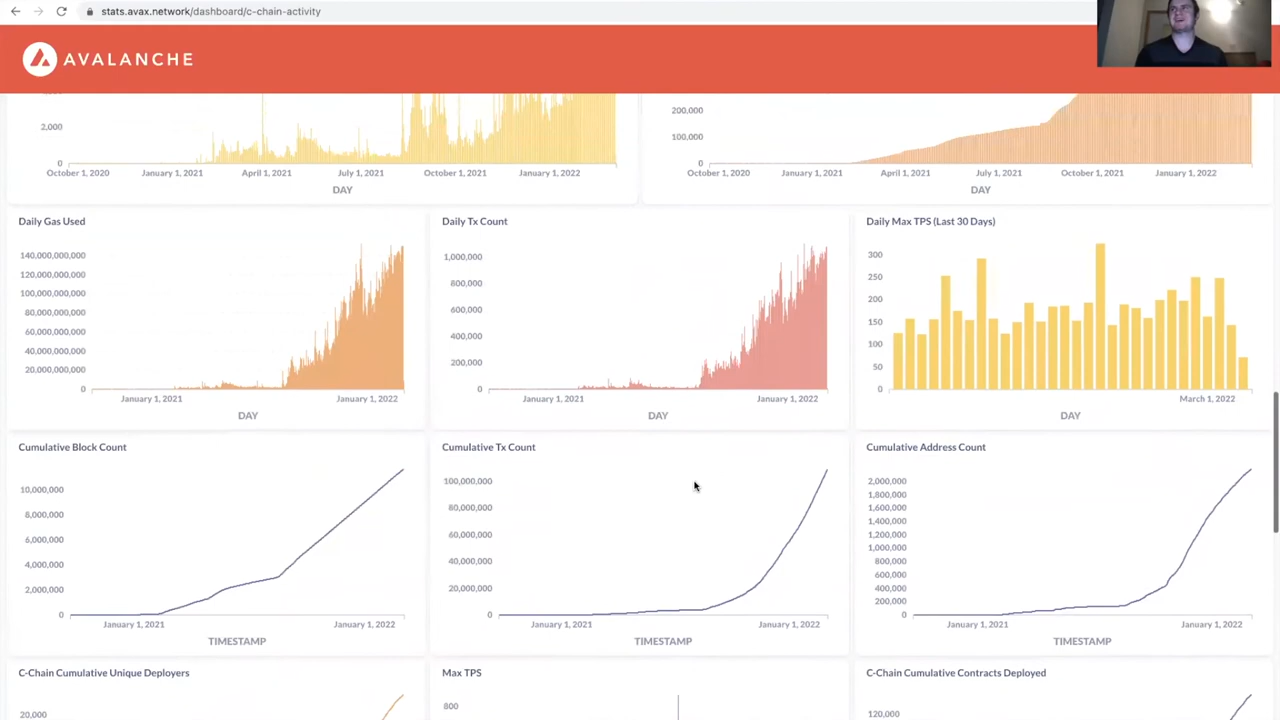 stats.avax.network/dashboard/c-chain-activity
AVALANCHE
2,000
0
October 1, 2020
January 1, 2021
April 1, 2021
July 1, 2021
October 1, 2021
January 1, 2022
DAY
200,000
100,000
0
October 1, 2020
January 1, 2021
April 1, 2021
July 1, 2021
October 1, 2021
January 1, 2022
DAY
Daily Gas Used
140,000,000,000
120,000,000,000
100,000,000,000
80,000,000,000
60,000,000,000
40,000,000,000
20,000,000,000
0
January 1, 2021
January 1, 2022
DAY
Daily Tx Count
1,000,000
800,000
600,000
400,000
200,000
0
January 1, 2021
January 1, 2022
DAY
Daily Max TPS (Last 30 Days)
300
250
200
150
100
50
0
March 1, 2022
DAY
Cumulative Block Count
10,000,000
8,000,000
6,000,000
4,000,000
2,000,000
0
January 1, 2021
January 1, 2022
TIMESTAMP
Cumulative Tx Count
100,000,000
80,000,000
60,000,000
40,000,000
20,000,000
0
January 1, 2021
January 1, 2022
TIMESTAMP
Cumulative Address Count
2,000,000
1,800,000
1,600,000
1,400,000
1,200,000
1,000,000
800,000
600,000
400,000
200,000
0
January 1, 2021
January 1, 2022
TIMESTAMP
C-Chain Cumulative Unique Deployers
20,000
Max TPS
800
C-Chain Cumulative Contracts Deployed
120,000